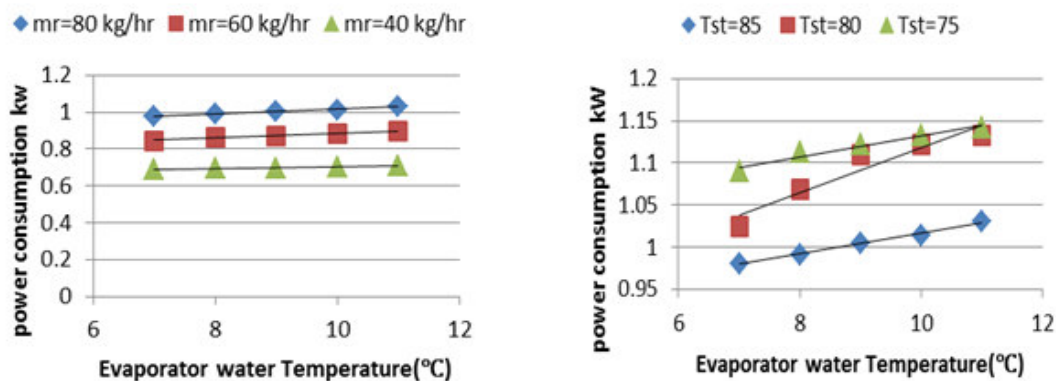 mr=80 kg/hr mr=60 kg/hr mr=40 kg/hr
power consumption kw
1.2
1
0.8
0.6
0.4
0.2
0
6 8 10 12
Evaporator water Temperature(°C)
Tst=85 Tst=80 Tst=75
power consumption kW
1.2
1.15
1.1
1.05
1
0.95
6 8 10 12
Evaporator water Temperature(°C)